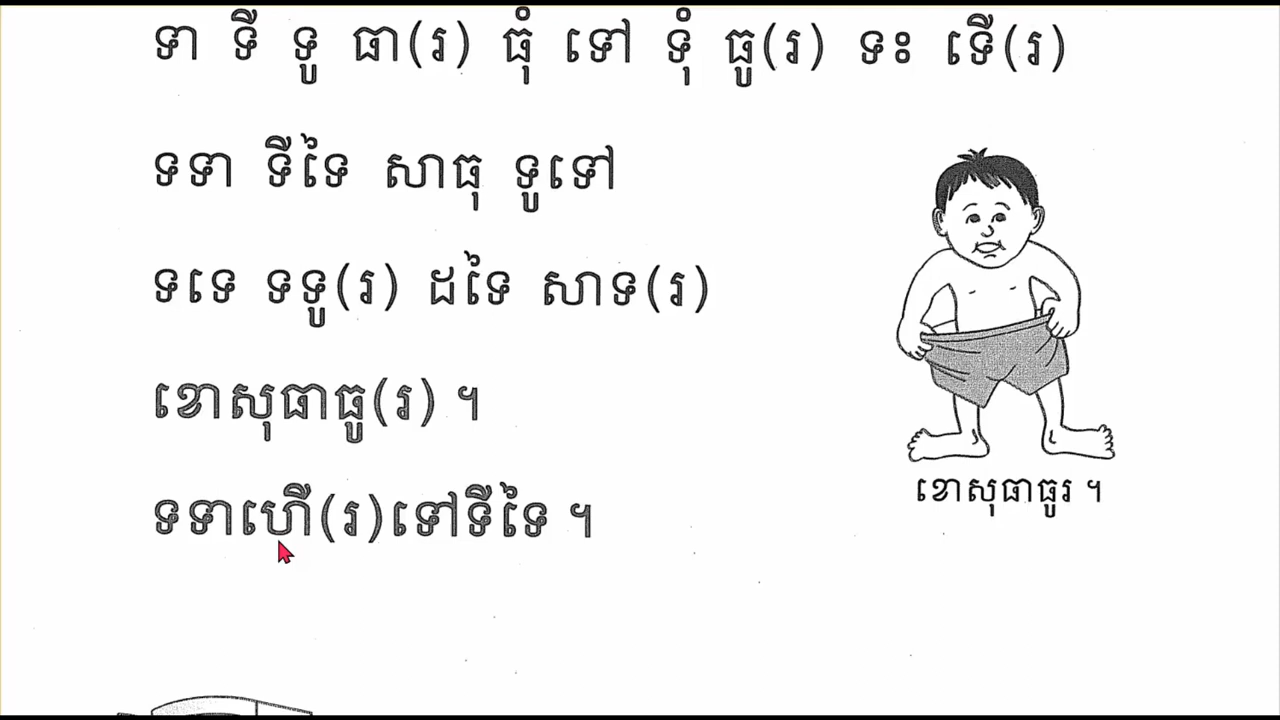 ទា ទី ទូ ធា(រ) ធុំ ទៅ ទុំ ធូ(រ) ទះ ទើ(រ)
ទទា ទីទៃ សាធុ ទូទៅ
ទទេ ទទូ(រ) ដទៃ សាទ(រ)
ខោសុធាធូ(រ) ។
ទទាហើ(រ)ទៅទីទៃ ។
ខោសុធាធូរ ។